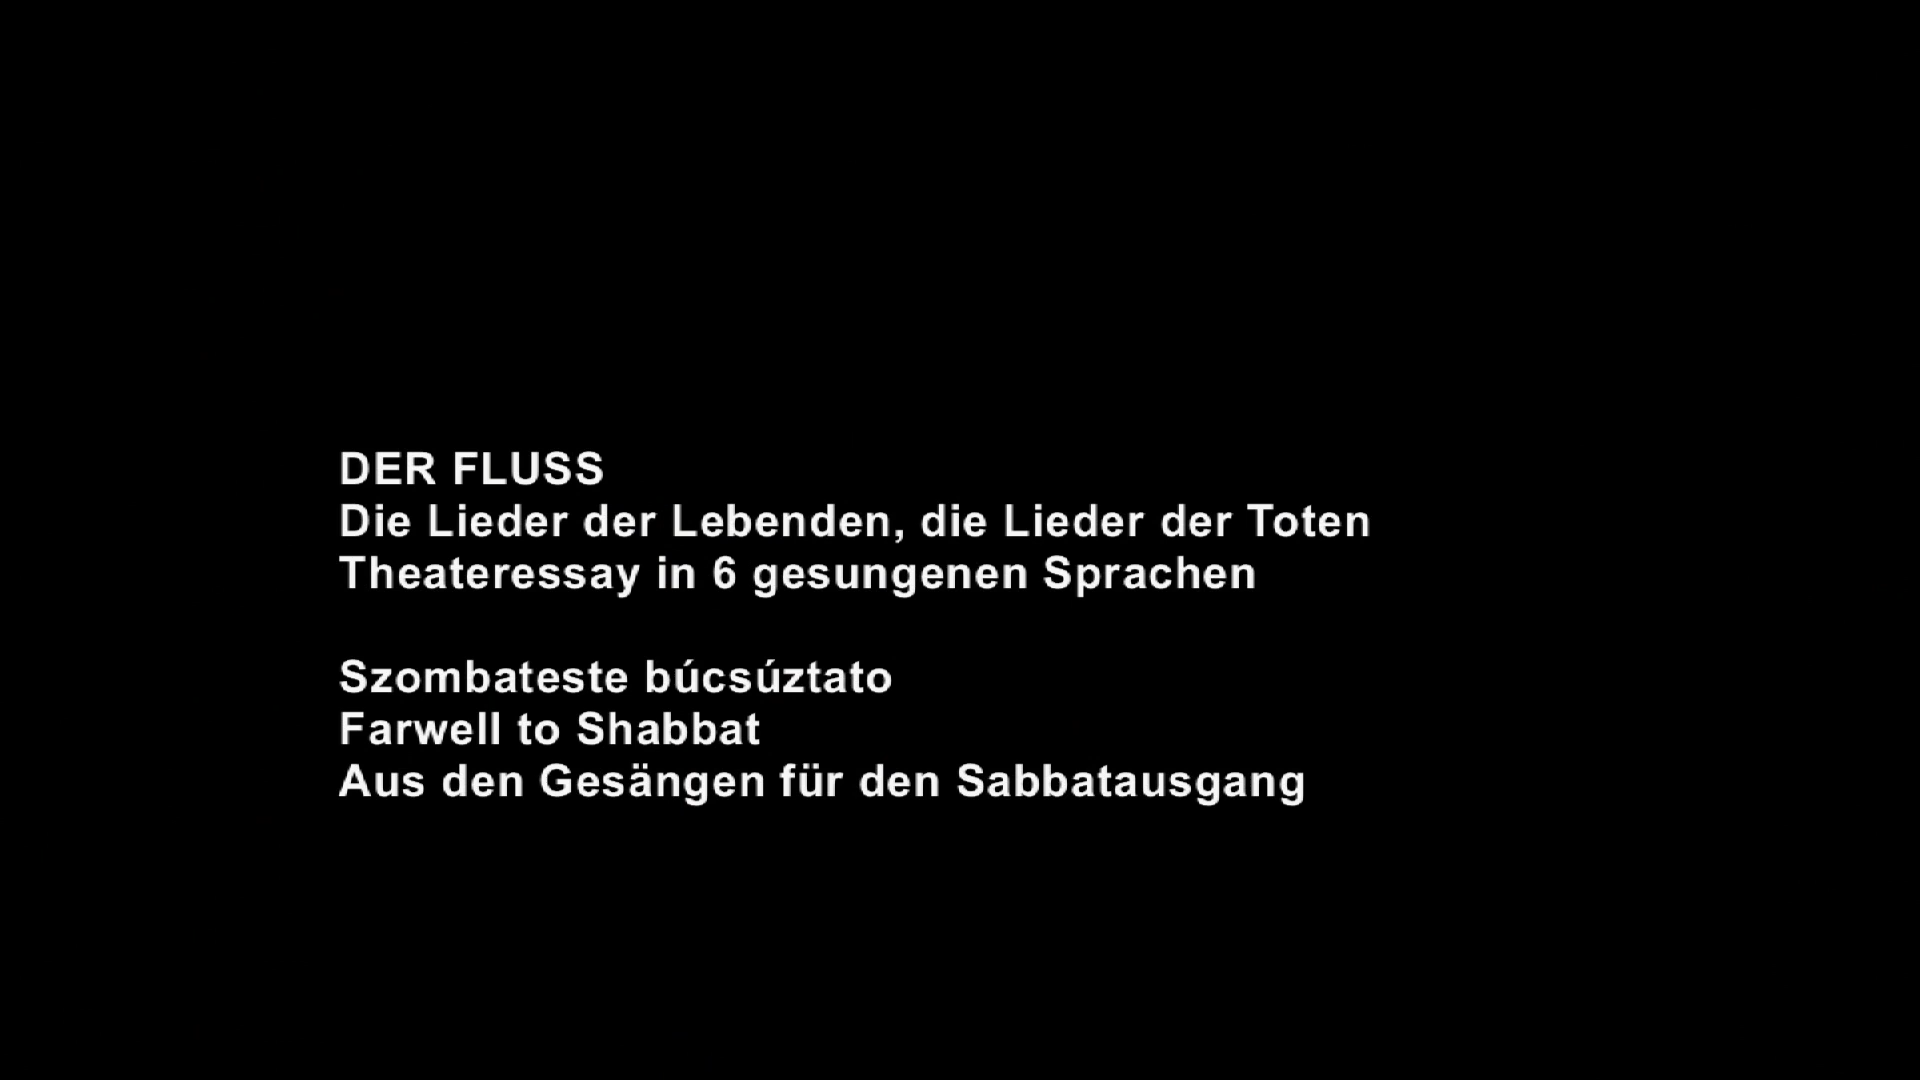 DER FLUSS
Die Lieder der Lebenden, die Lieder der Toten
Theateressay in 6 gesungenen Sprachen
Szombateste búcsúztato
Farwell to Shabbat
Aus den Gesängen für den Sabbatausgang